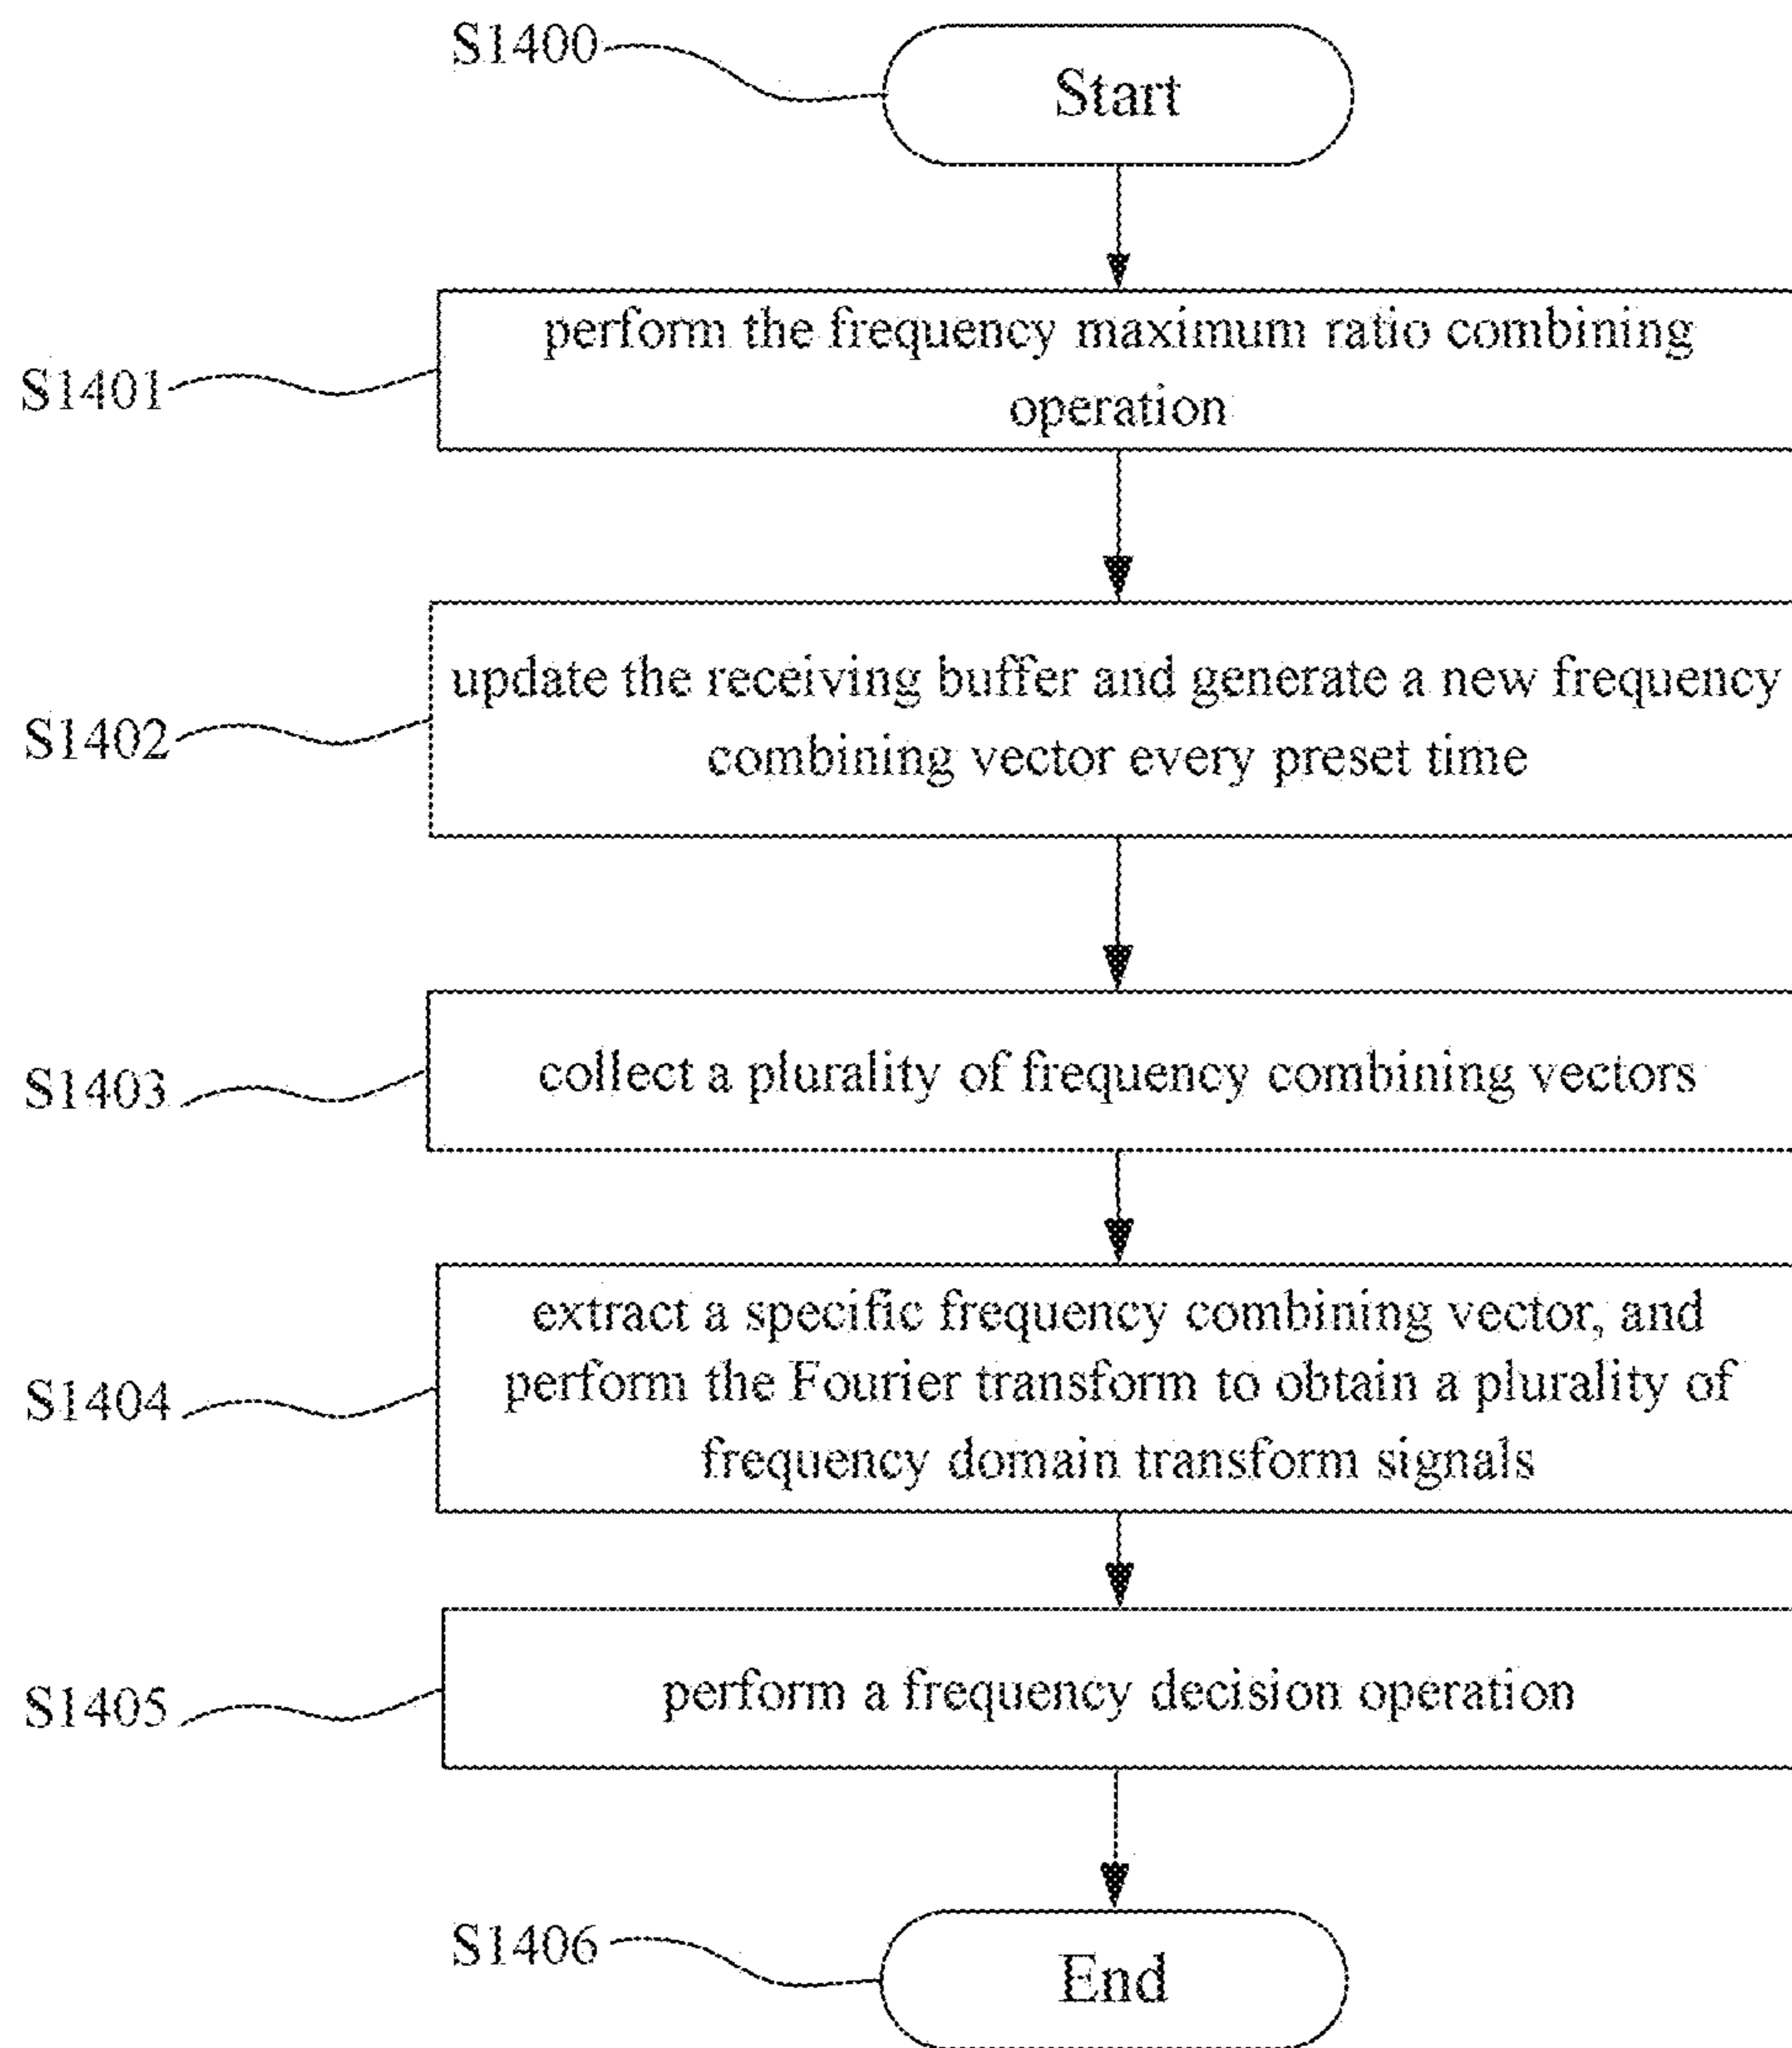 S1400
Start
S1401
perform the frequency maximum ratio combining
operation
S1402
update the receiving buffer and generate a new frequency
combining vector every preset time
S1403
collect a plurality of frequency combining vectors
S1404
extract a specific frequency combining vector, and
perform the Fourier transform to obtain a plurality of
frequency domain transform signals
S1405
perform a frequency decision operation
S1406
End